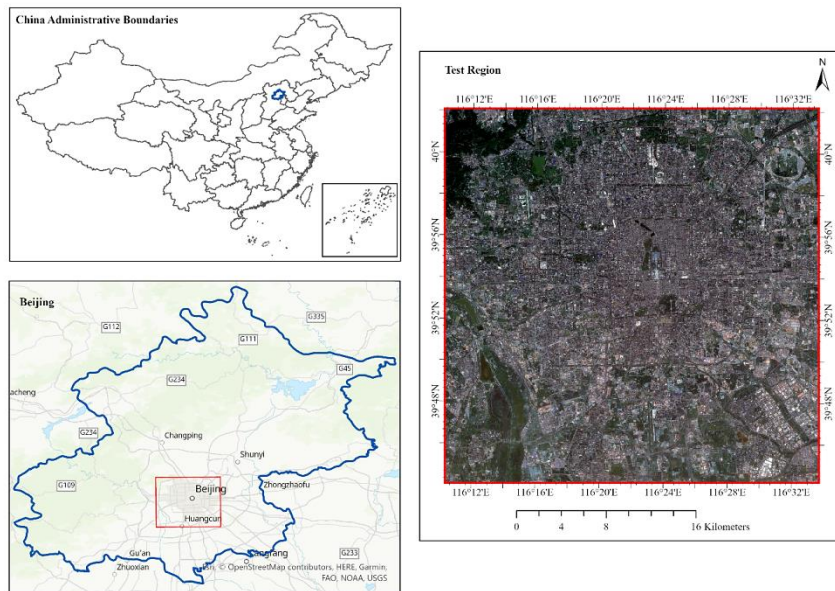 China Administrative Boundaries
Beijing
G335
G112
G111
G45
G234
acheng
Changping
G234
Shunyi
G109
Zhongzhaofu
Beijing
Huangcun
Gu'an
G233
Zhuoxian
Esri, © OpenStreetMap contributors, HERE, Garmin,
FAO, NOAA, USGS
Test Region
N
116°12'E 116°16'E 116°20'E 116°24'E 116°28'E 116°32'E
40°N 40°N
39°56'N 39°56'N
39°52'N 39°52'N
39°48'N 39°48'N
116°12'E 116°16'E 116°20'E 116°24'E 116°28'E 116°32'E
0 4 8 16 Kilometers